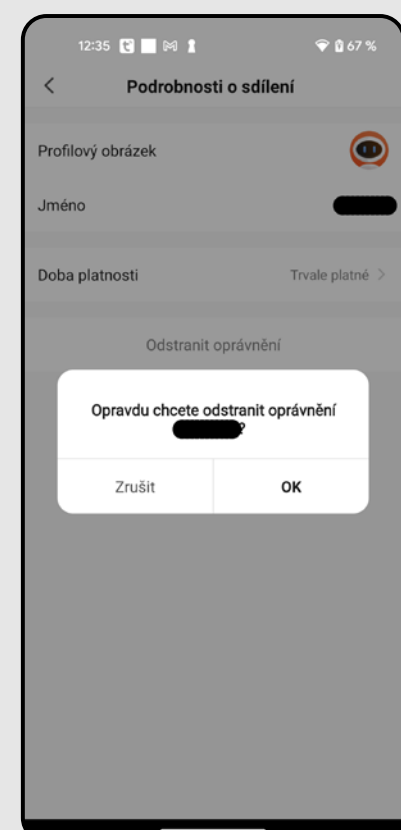 12:35 67 %
Podrobnosti o sdílení
Profilový obrázek
Jméno
Doba platnosti Trvale platné
Odstranit oprávnění
Opravdu chcete odstranit oprávnění
?
Zrušit OK